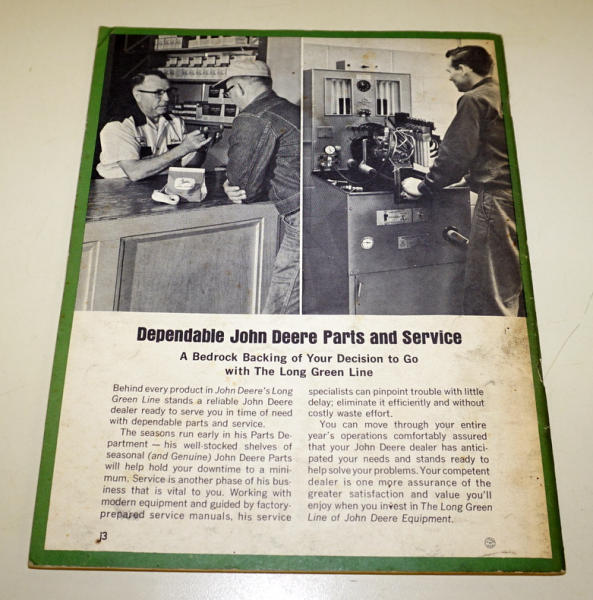 Dependable John Deere Parts and Service
A Bedrock Backing of Your Decision to Go
with The Long Green Line
Behind every product in John Deere's Long
Green Line stands a reliable John Deere
dealer ready to serve you in time of need
with dependable parts and service.
The seasons run early in his Parts De-
partment — his well-stocked shelves of
seasonal (and Genuine) John Deere Parts
will help hold your downtime to a mini-
mum. Service is another phase of his bus-
iness that is vital to you. Working with
modern equipment and guided by factory-
prepared service manuals, his service
specialists can pinpoint trouble with little
delay; eliminate it efficiently and without
costly waste effort.
You can move through your entire
year's operations comfortably assured
that your John Deere dealer has antici-
pated your needs and stands ready to
help solve your problems. Your competent
dealer is one more assurance of the
greater satisfaction and value you'll
enjoy when you invest in The Long Green
Line of John Deere Equipment.
13